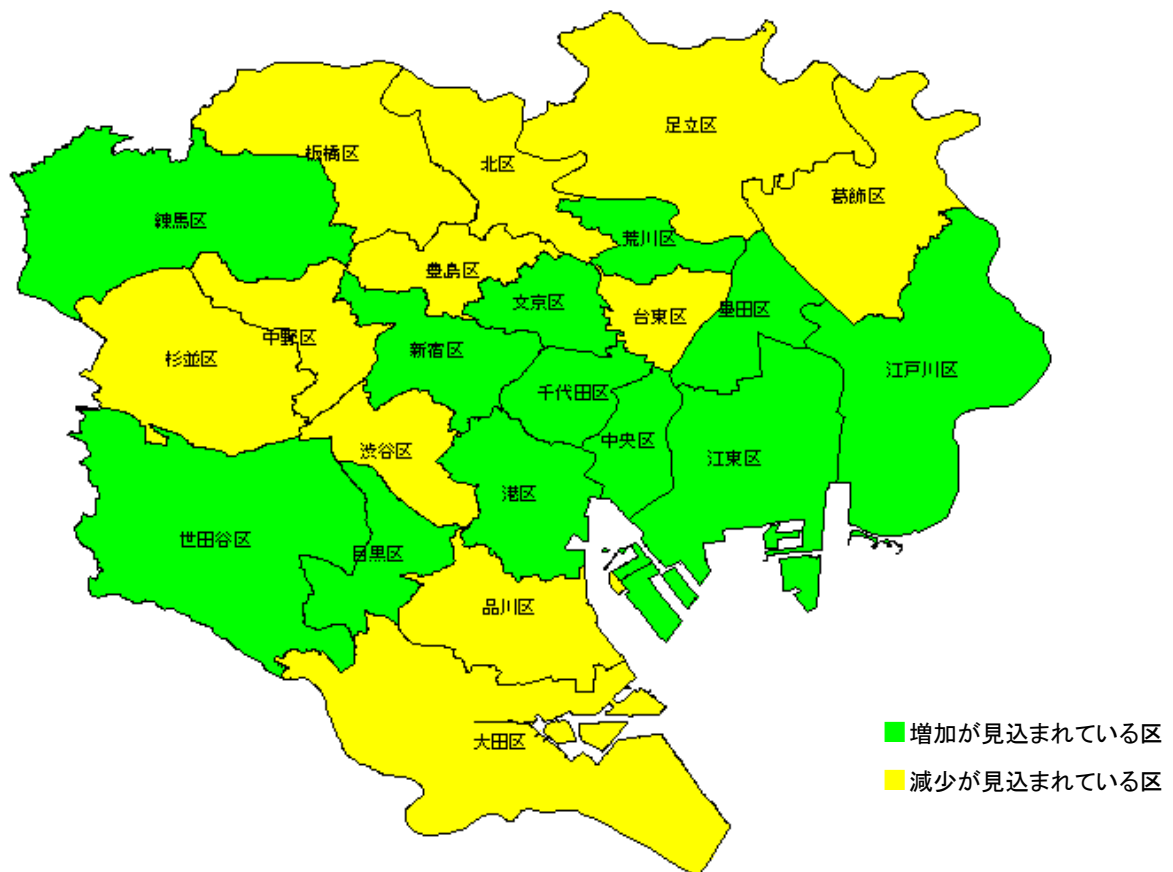 足立区
板橋区
北区
葛飾区
練馬区
荒川区
豊島区
文京区
台東区
墨田区
中野区
新宿区
杉並区
江戸川区
千代田区
中央区
渋谷区
江東区
港区
世田谷区
目黒区
品川区
大田区
増加が見込まれている区
減少が見込まれている区